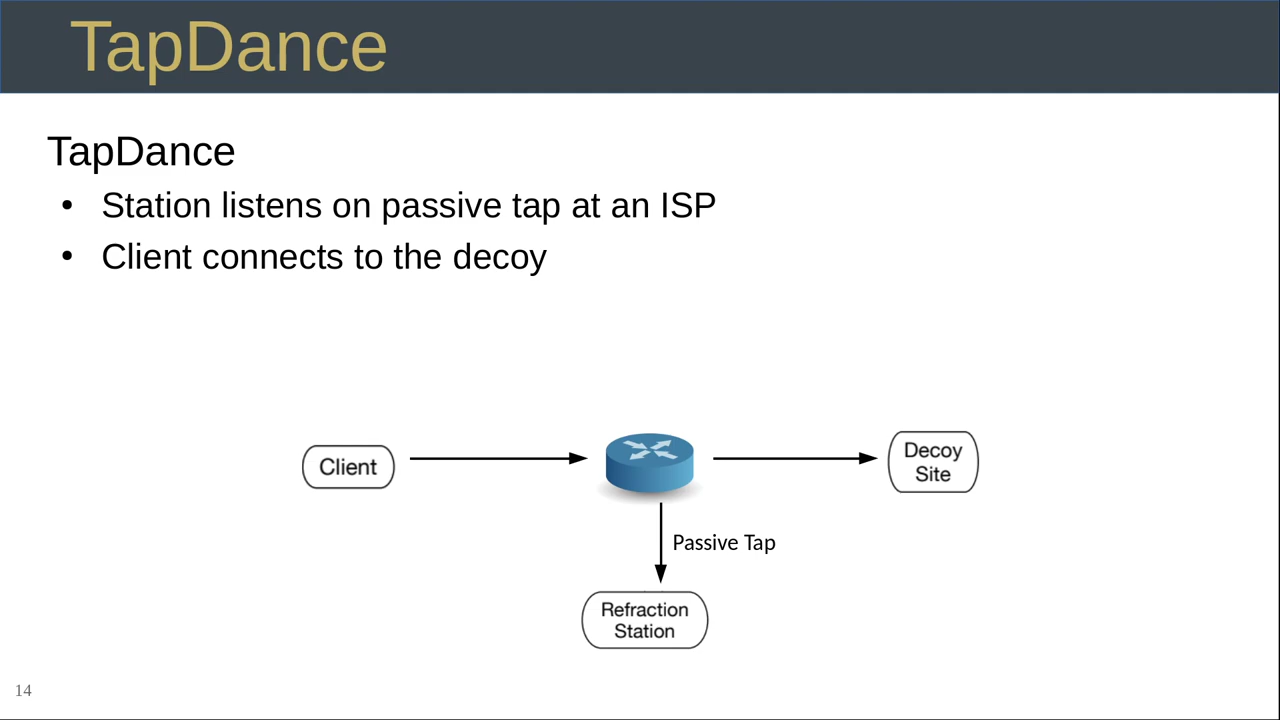 TapDance
TapDance
• Station listens on passive tap at an ISP
• Client connects to the decoy
Client
Decoy
Site
Passive Tap
Refraction
Station
14